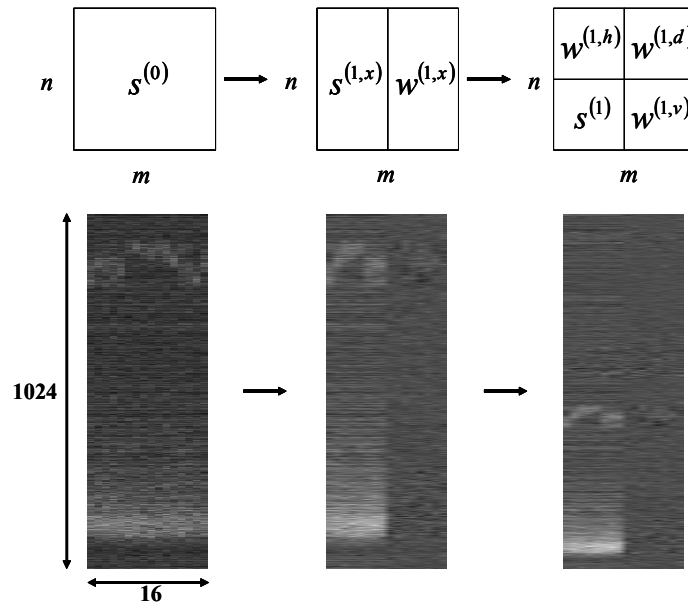 n s^(0) n s^(1,x) w^(1,x) n w^(1,h) w^(1,d) s^(1) w^(1,v)
m m m
1024
16